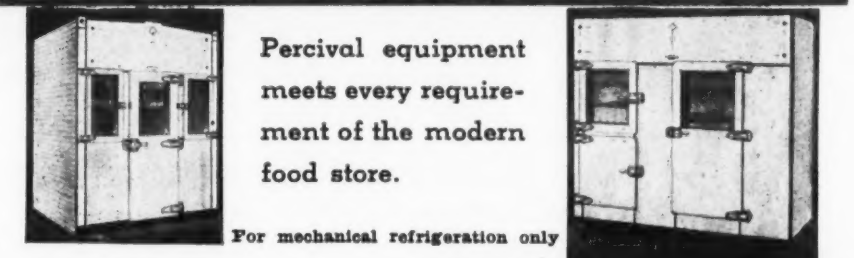 Percival equipment
meets every require-
ment of the modern
food store.
For mechanical refrigeration only